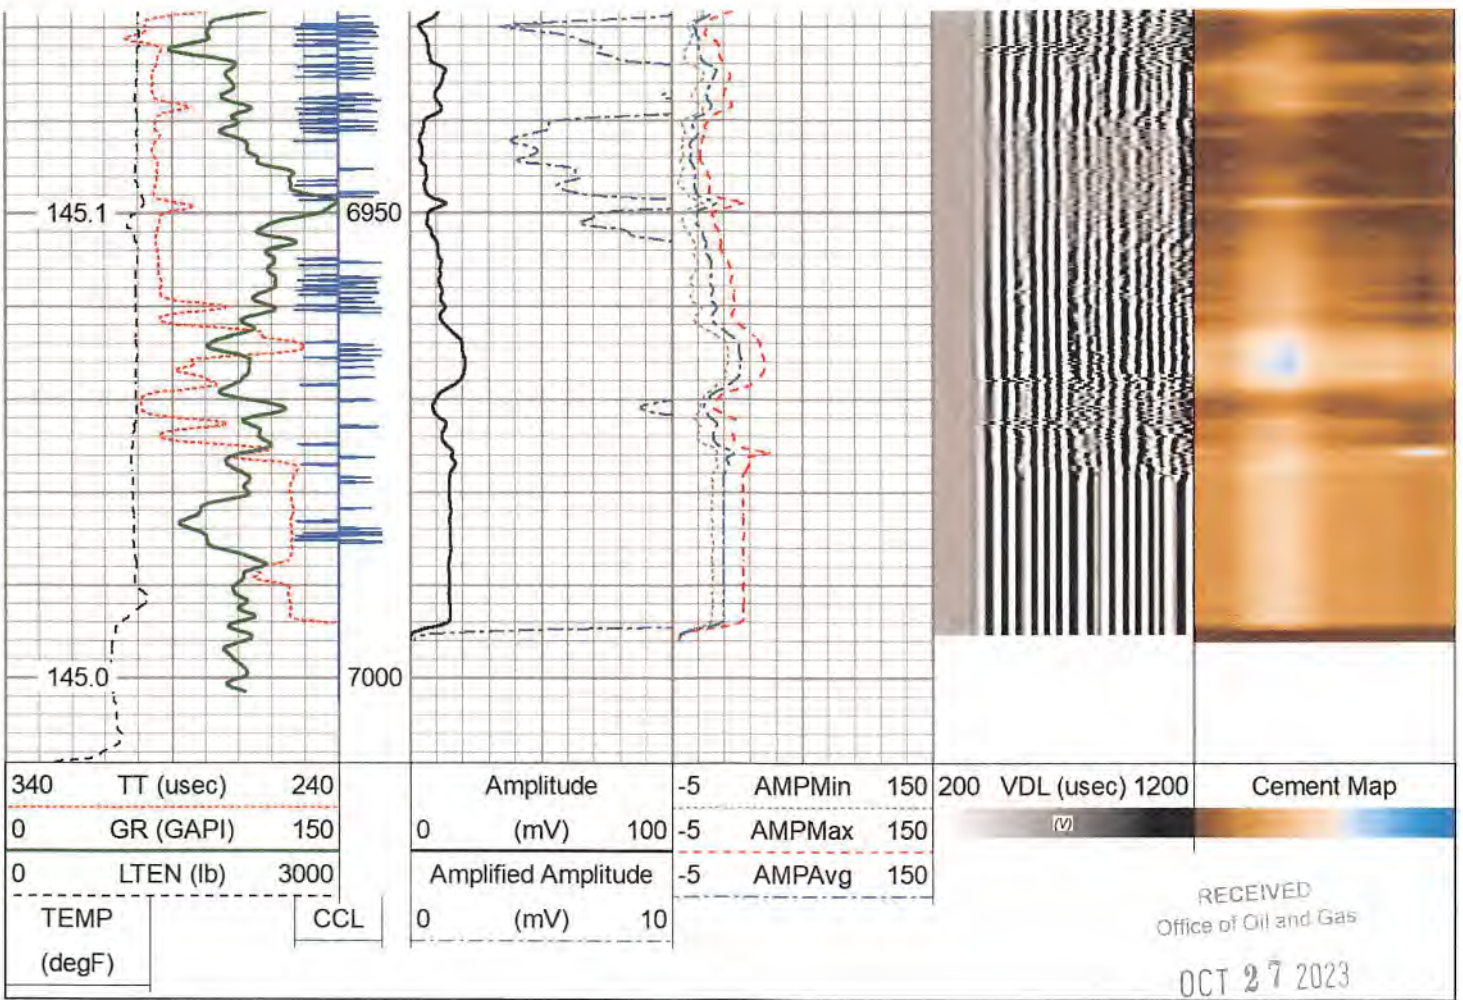 145.1
6950
145.0
7000
340 TT (usec) 240
0 GR (GAPI) 150
0 LTEN (lb) 3000
TEMP
(degF)
CCL
Amplitude
0 (mV) 100
Amplified Amplitude
0 (mV) 10
-5 AMPMin 150
-5 AMPMax 150
-5 AMPAvg 150
200 VDL (usec) 1200
(V)
Cement Map
RECEIVED
Office of Oil and Gas
OCT 27 2023